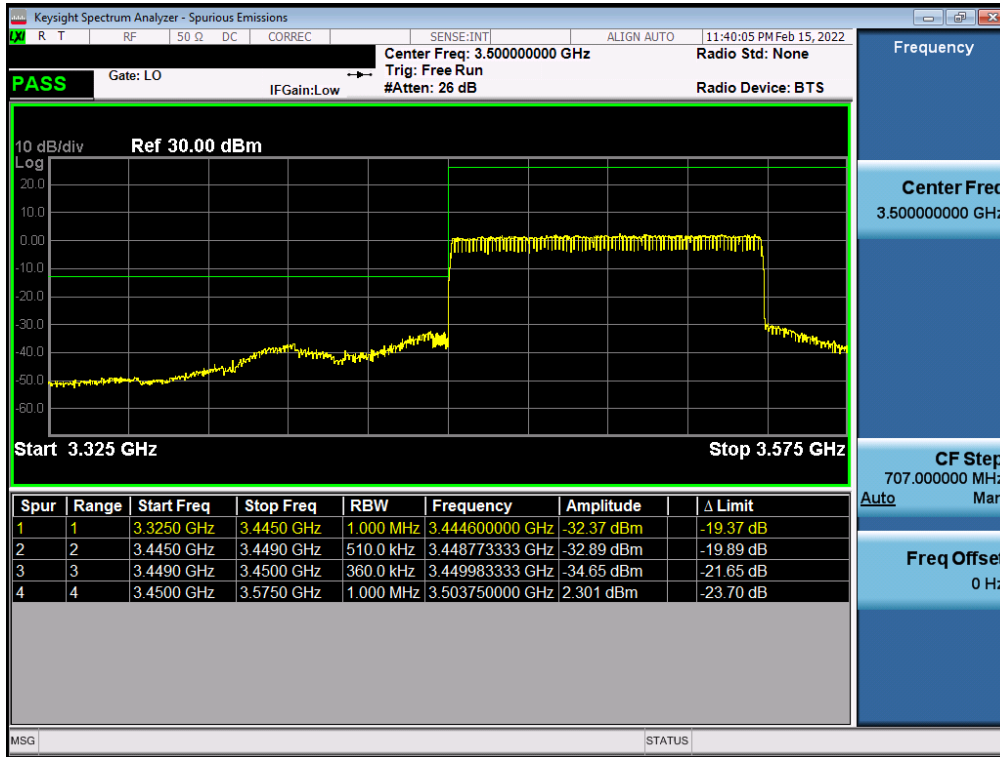 Keysight Spectrum Analyzer - Spurious Emissions
LXI R T RF 50 Ω DC CORREC SENSE:INT ALIGN AUTO 11:40:05 PM Feb 15, 2022
Center Freq: 3.500000000 GHz Radio Std: None
Gate: LO Trig: Free Run
PASS IFGain:Low #Atten: 26 dB Radio Device: BTS
10 dB/div Ref 30.00 dBm
Log
20.0
10.0
0.00
-10.0
-20.0
-30.0
-40.0
-50.0
-60.0
Start 3.325 GHz Stop 3.575 GHz
Spur Range Start Freq Stop Freq RBW Frequency Amplitude Δ Limit
1 1 3.3250 GHz 3.4450 GHz 1.000 MHz 3.444600000 GHz -32.37 dBm -19.37 dB
2 2 3.4450 GHz 3.4490 GHz 510.0 kHz 3.448773333 GHz -32.89 dBm -19.89 dB
3 3 3.4490 GHz 3.4500 GHz 360.0 kHz 3.449983333 GHz -34.65 dBm -21.65 dB
4 4 3.4500 GHz 3.5750 GHz 1.000 MHz 3.503750000 GHz 2.301 dBm -23.70 dB
MSG STATUS
Frequency
Center Freq
3.500000000 GHz
CF Step
707.000000 MHz
Auto Man
Freq Offset
0 Hz